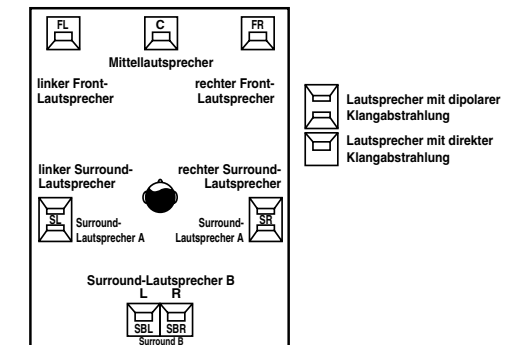 FL C FR
Mittellautsprecher
linker Front-
Lautsprecher
rechter Front-
Lautsprecher
Lautsprecher mit dipolarer
Klangabstrahlung
Lautsprecher mit direkter
Klangabstrahlung
linker Surround-
Lautsprecher
rechter Surround-
Lautsprecher
SL
Surround-
Lautsprecher A
Surround-
Lautsprecher A
SR
Surround-Lautsprecher B
L R
SBL SBR
Surround B